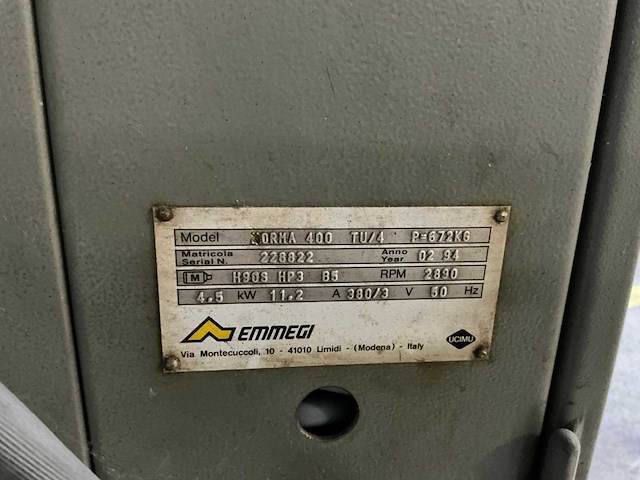 Model NORMA 400 TU/4 P=672KG
Matricola Serial N. 228822 Anno Year 02 94
M H90S HP3 B5 RPM 2890
4.5 kW 11.2 A 380/3 V 50 Hz
EMMEGI
Via Montecuccoli, 10 - 41010 Limidi - (Modena) - Italy
UCIMU